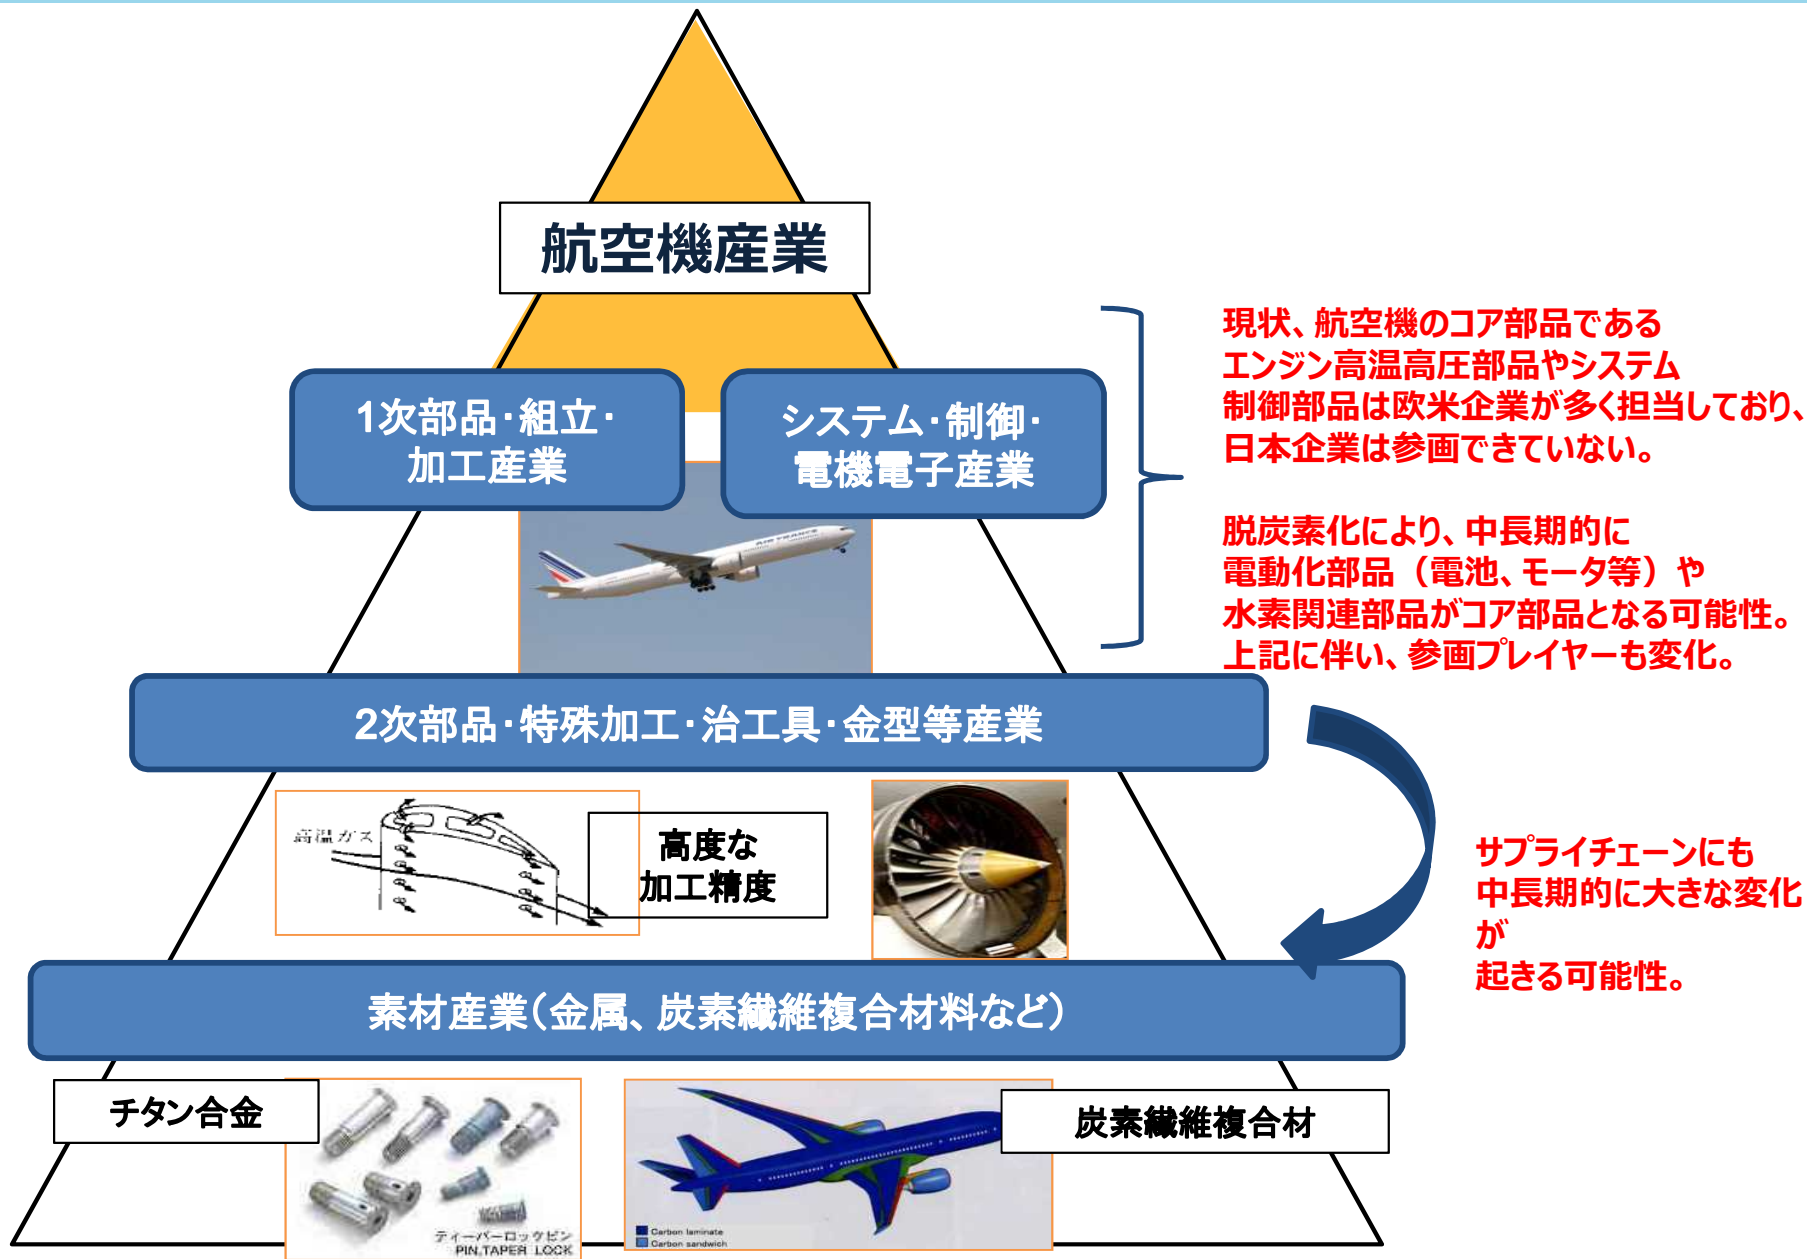 航空機産業
1次部品・組立・
加工産業
システム・制御・
電機電子産業
現状、航空機のコア部品である
エンジン高温高圧部品やシステム
制御部品は欧米企業が多く担当しており、
日本企業は参画できていない。
脱炭素化により、中長期的に
電動化部品（電池、モータ等）や
水素関連部品がコア部品となる可能性。
上記に伴い、参画プレイヤーも変化。
AIR FRANCE
2次部品・特殊加工・治工具・金型等産業
高温ガス
高度な
加工精度
サプライチェーンにも
中長期的に大きな変化
が
起きる可能性。
素材産業（金属、炭素繊維複合材料など）
チタン合金
炭素繊維複合材
テイーパーロックピン
PIN,TAPER LOCK
Carbon laminate
Carbon sandwich